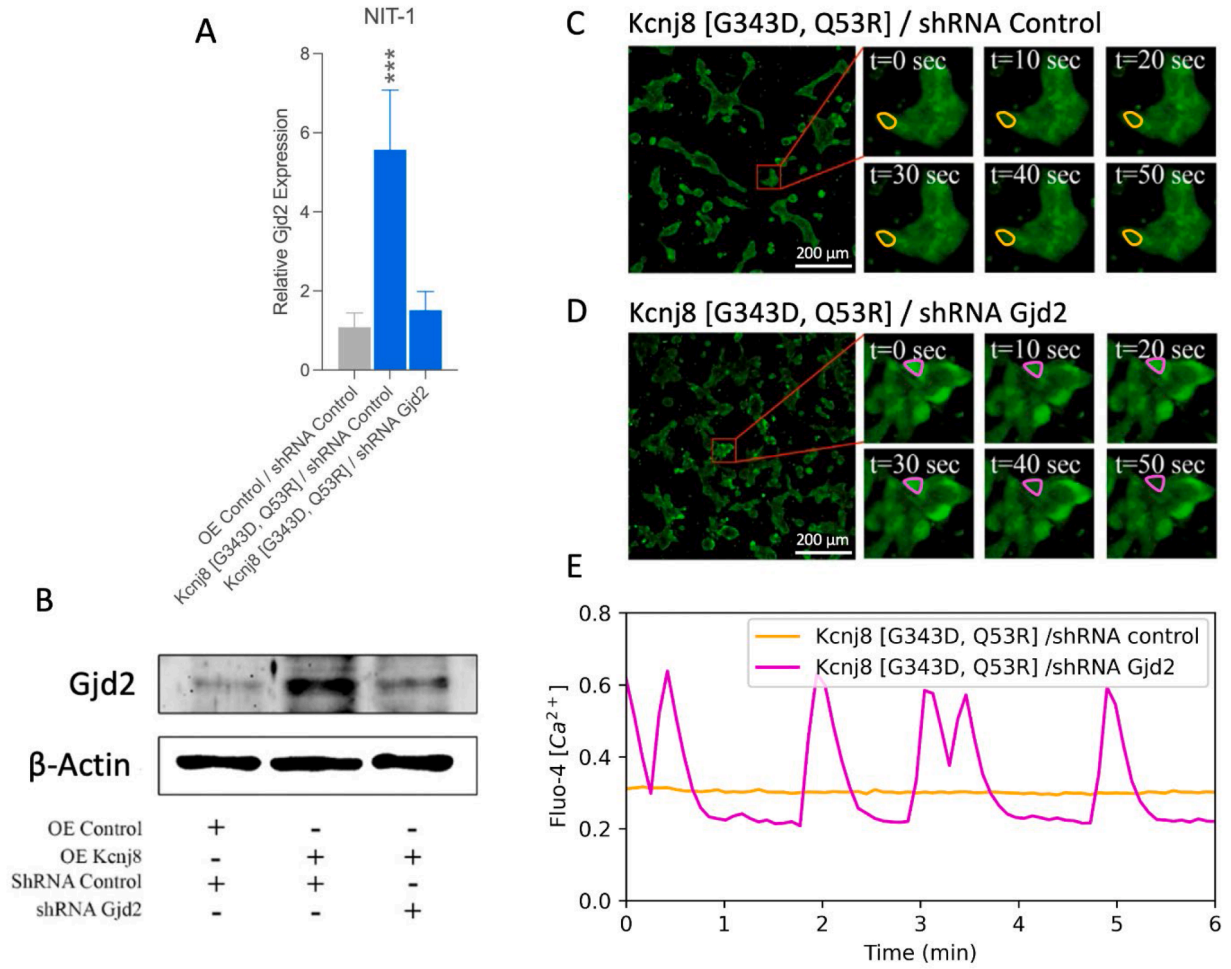 A
NIT-1
***
Relative Gjd2 Expression
8
6
4
2
0
OE Control / shRNA Control
Kcnj8 [G343D, Q53R] / shRNA Control
Kcnj8 [G343D, Q53R] / shRNA Gjd2
B
Gjd2
β-Actin
OE Control + - -
OE Kcnj8 - + +
ShRNA Control + + -
shRNA Gjd2 - - +
C
Kcnj8 [G343D, Q53R] / shRNA Control
200 μm
t=0 sec
t=10 sec
t=20 sec
t=30 sec
t=40 sec
t=50 sec
D
Kcnj8 [G343D, Q53R] / shRNA Gjd2
200 μm
t=0 sec
t=10 sec
t=20 sec
t=30 sec
t=40 sec
t=50 sec
E
Kcnj8 [G343D, Q53R] /shRNA control
Kcnj8 [G343D, Q53R] /shRNA Gjd2
Fluo-4 [Ca²⁺]
0.8
0.6
0.4
0.2
0.0
0 1 2 3 4 5 6
Time (min)